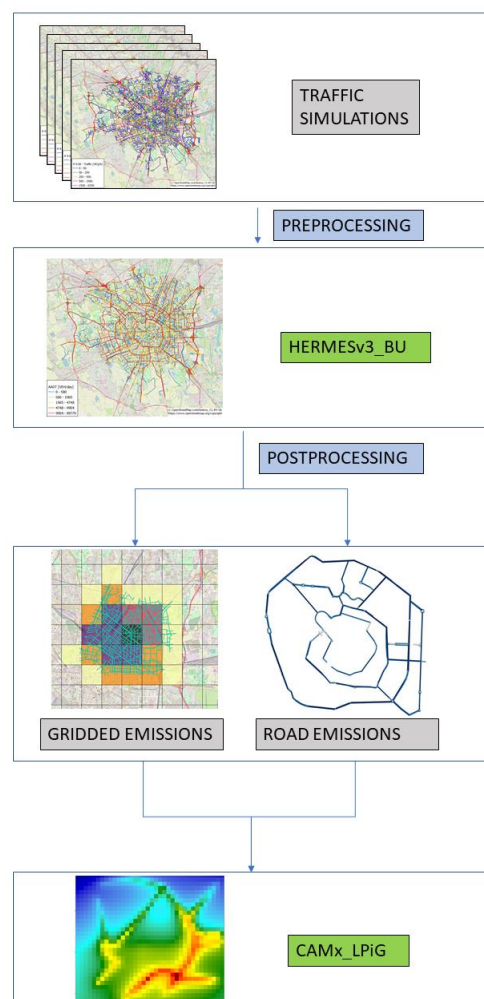 TRAFFIC
SIMULATIONS
PREPROCESSING
HERMESv3_BU
POSTPROCESSING
GRIDDED EMISSIONS
ROAD EMISSIONS
CAMx_LPiG